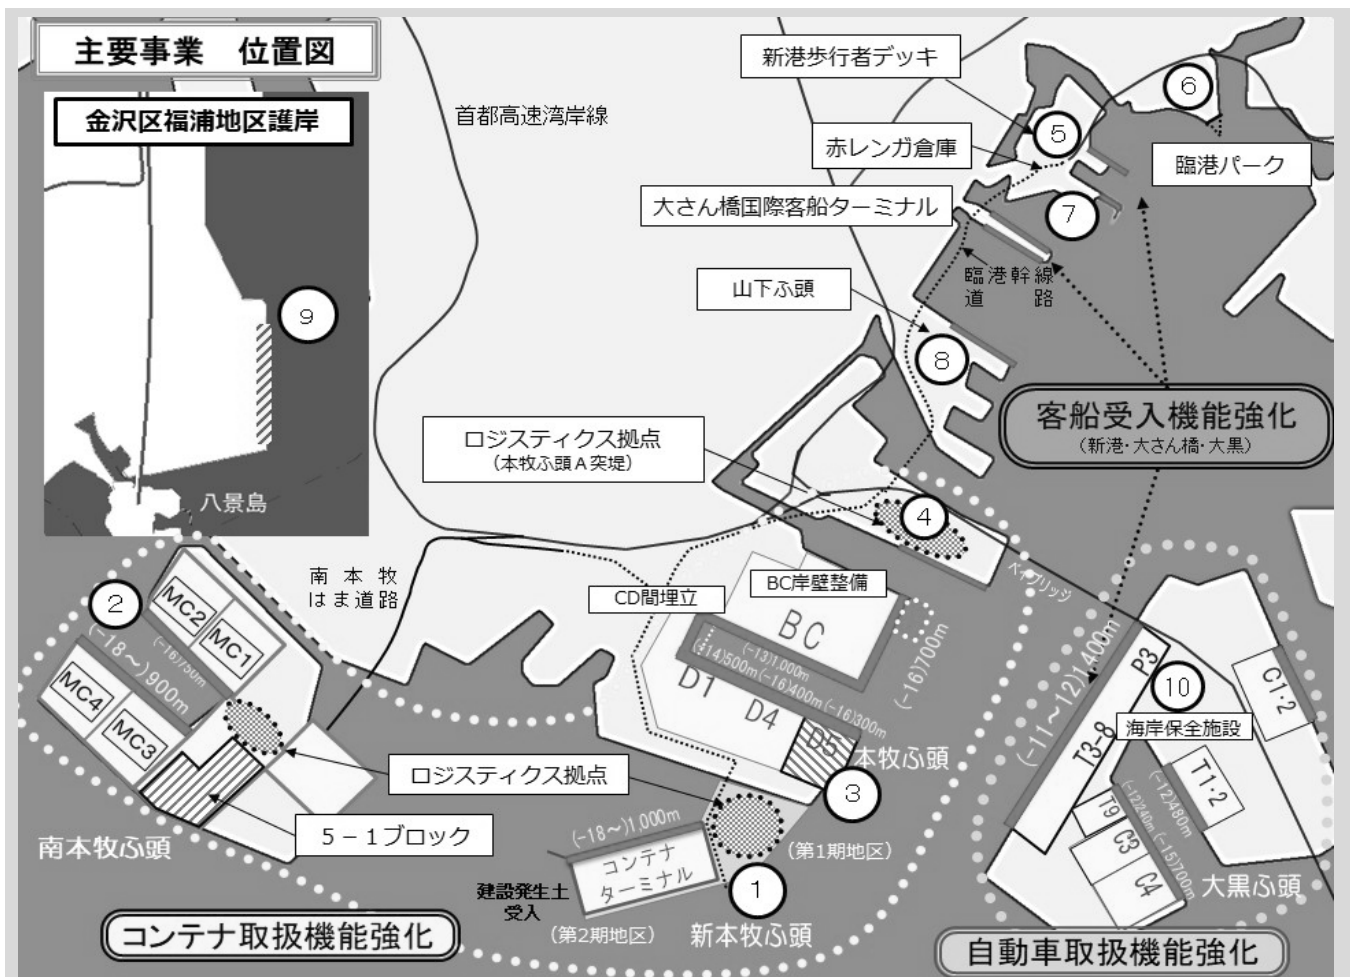 主要事業　位置図
金沢区福浦地区護岸
⑨
八景島
首都高速湾岸線
新港歩行者デッキ
⑤
⑥
赤レンガ倉庫
臨港パーク
大さん橋国際客船ターミナル
⑦
臨港幹線
道　　路
山下ふ頭
⑧
客船受入機能強化
(新港・大さん橋・大黒)
ロジスティクス拠点
(本牧ふ頭A突堤)
④
ベイブリッジ
南 本 牧
はま道路
CD間埋立
BC岸壁整備
BC
(-16)700m
(-13)1,000m
(-14)500m(-16)400m(-16)300m
D1
D4
D5
本牧ふ頭
③
②
MC2
MC1
(-16)750m
(-18～)900m
MC4
MC3
ロジスティクス拠点
5－1ブロック
南本牧ふ頭
(-18～)1,000m
コンテナ
ターミナル
(第1期地区)
①
建設発生土
受入
(第2期地区)
新本牧ふ頭
コンテナ取扱機能強化
(-11～-12)1400m
P3
⑩
C1・2
海岸保全施設
T3-8
T1・2
(-12)480m
T9
(-12)240m(-15)700m
C3
C4
大黒ふ頭
自動車取扱機能強化